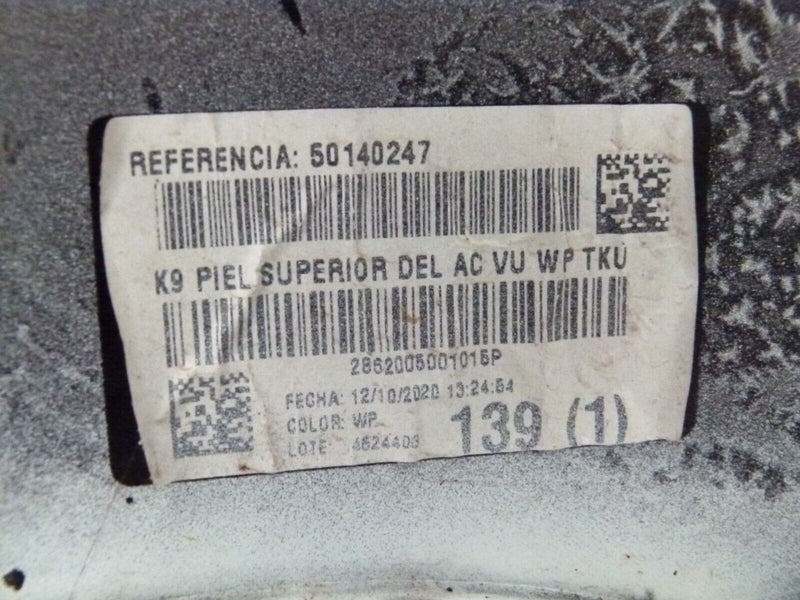 REFERENCIA: 50140247
K9 PIEL SUPERIOR DEL AC VU WP TKU
2862005001015P
FECHA: 12/10/2020 13:24:54
COLOR: WP
LOTE 4624403
139 (1)